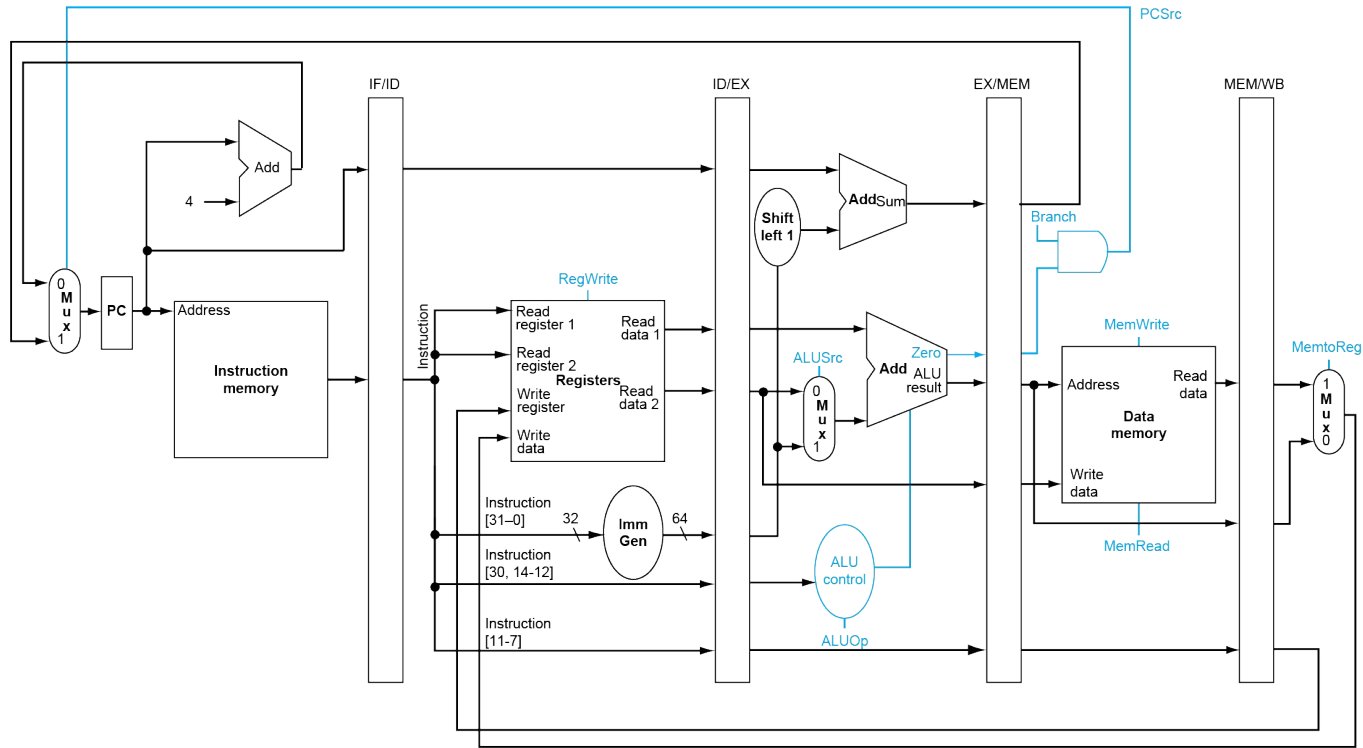 PCSrc
IF/ID
ID/EX
EX/MEM
MEM/WB
Add
4
Add Sum
Shift
left 1
Branch
0
M
u
x
1
PC
Address
Instruction
memory
Instruction
RegWrite
Read
register 1
Read
register 2
Write
register
Write
data
Registers
Read
data 1
Read
data 2
ALUSrc
0
M
u
x
1
Add
Zero
ALU
result
MemWrite
Address
Read
data
Data
memory
Write
data
MemRead
MemtoReg
1
M
u
x
0
Instruction
[31–0]
32
Imm
Gen
64
Instruction
[30, 14-12]
ALU
control
ALUOp
Instruction
[11-7]